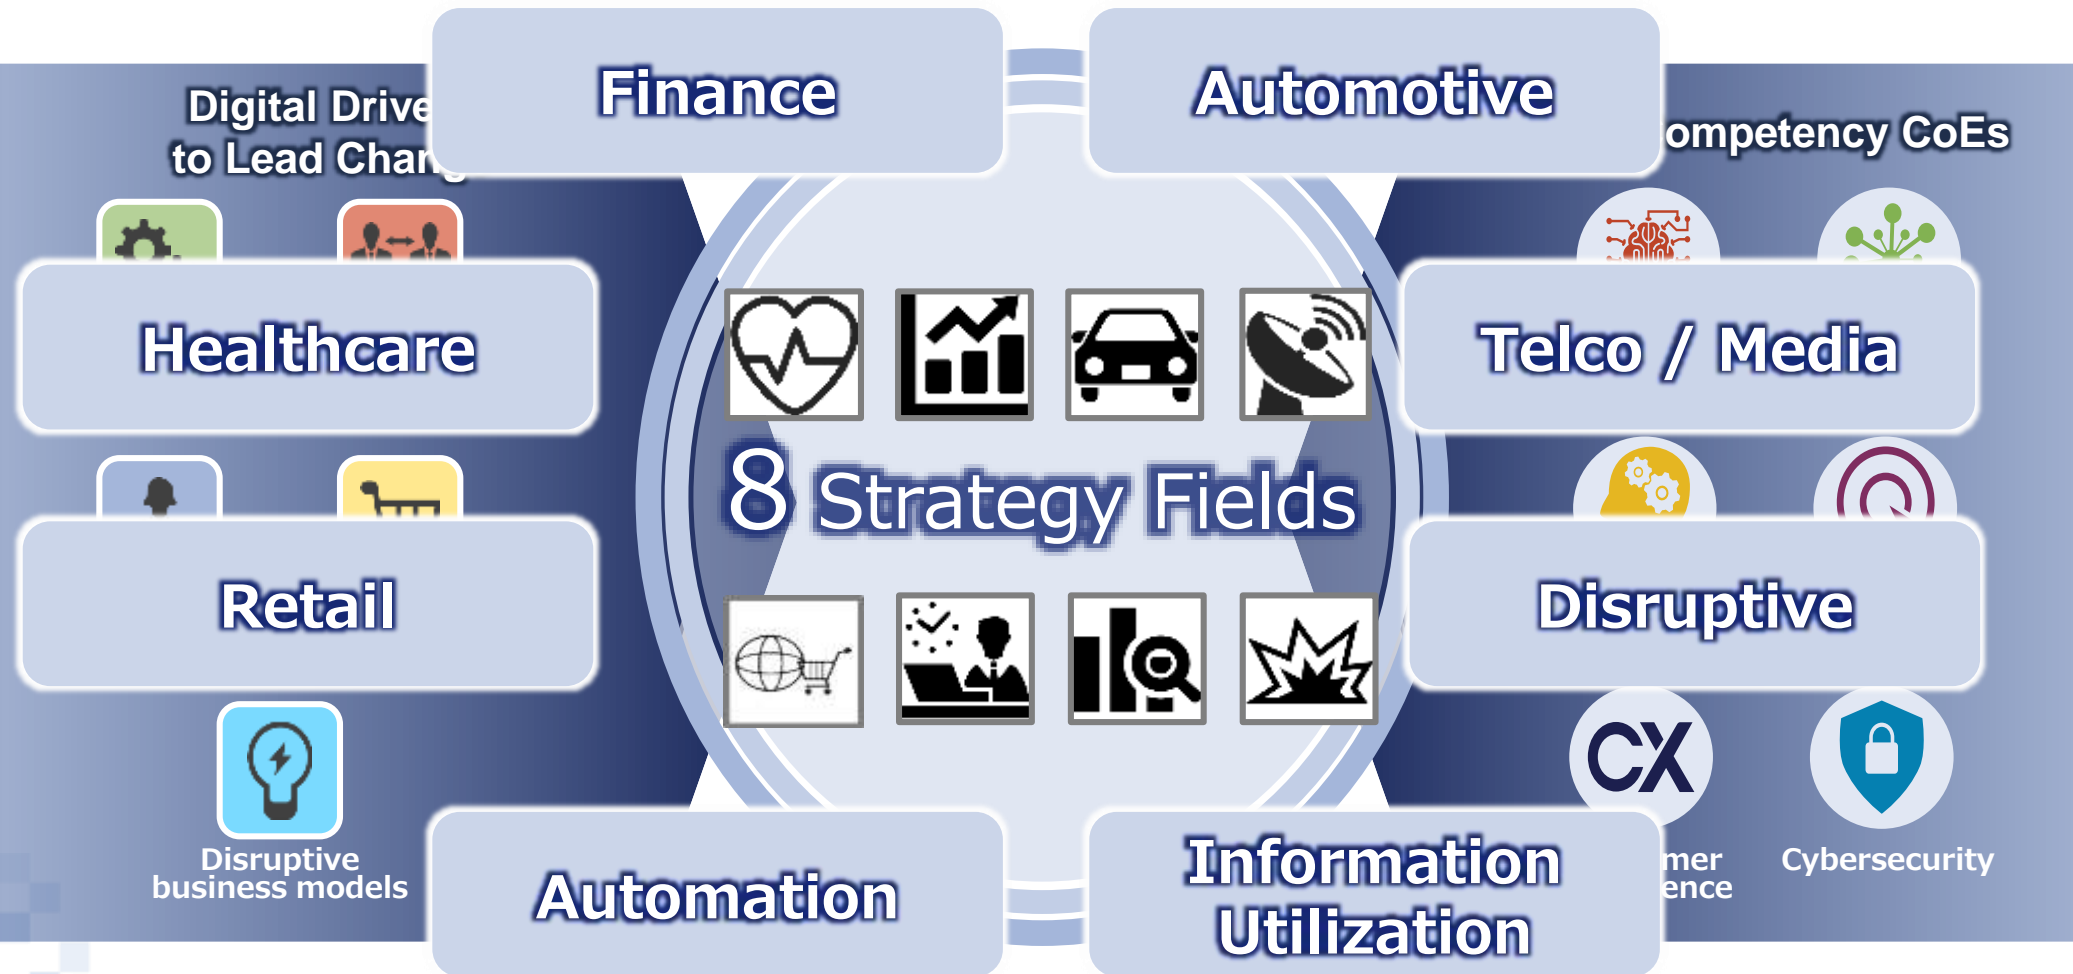 Finance
Automotive
Digital Drive
to Lead Chang
ompetency CoEs
Healthcare
Telco / Media
8 Strategy Fields
Retail
Disruptive
CX
Disruptive
business models
Automation
Information
Utilization
mer
ence
Cybersecurity